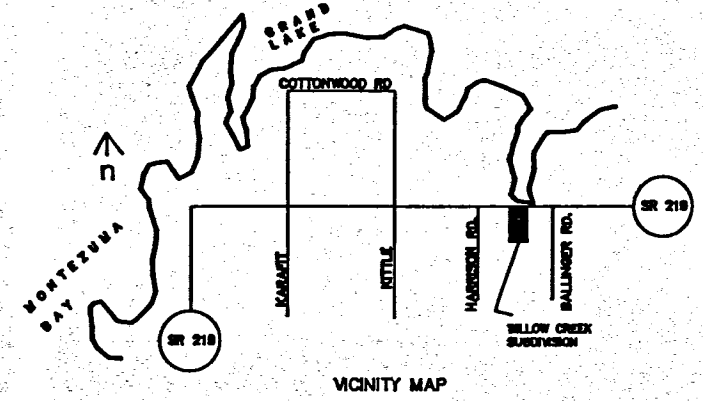 GRAND
LAKE
COTTONWOOD RD
n
MONTEZUMA
BAY
SR 219
SR 219
KARAFIT
KITTLE
HARRISON RD.
BALLINGER RD.
WILLOW CREEK
SUBDIVISION
VICINITY MAP